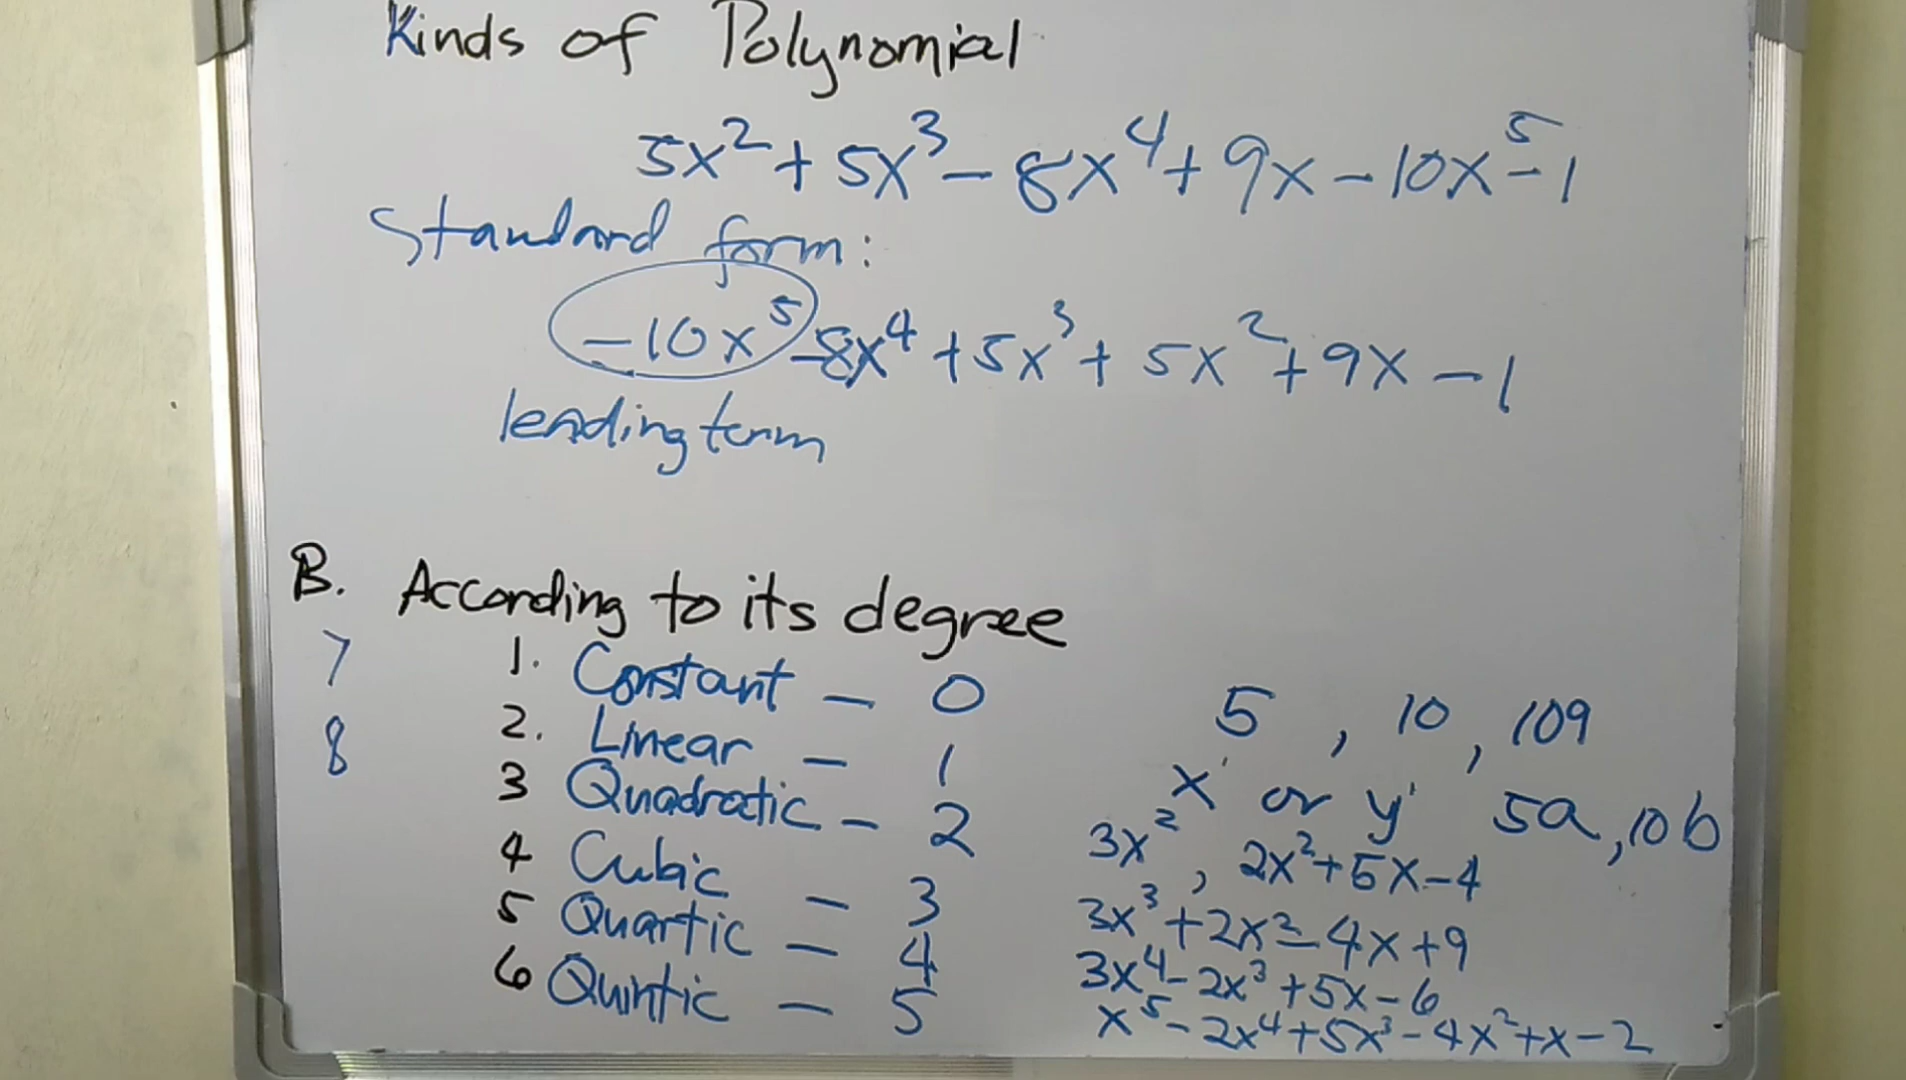 Kinds of Polynomial
5x² + 5x³ - 8x⁴ + 9x - 10x⁵ - 1
Standard form:
-10x⁵ - 8x⁴ + 5x³ + 5x² + 9x - 1
leading term
B. According to its degree
7 1. Constant - 0 5, 10, 109
8 2. Linear - 1 x' or y' 5a, 10b
3 Quadratic - 2 3x², 2x² + 5x - 4
4 Cubic - 3 3x³ + 2x² - 4x + 9
5 Quartic - 4 3x⁴ - 2x³ + 5x - 6
6 Quintic - 5 x⁵ - 2x⁴ + 5x³ - 4x² + x - 2